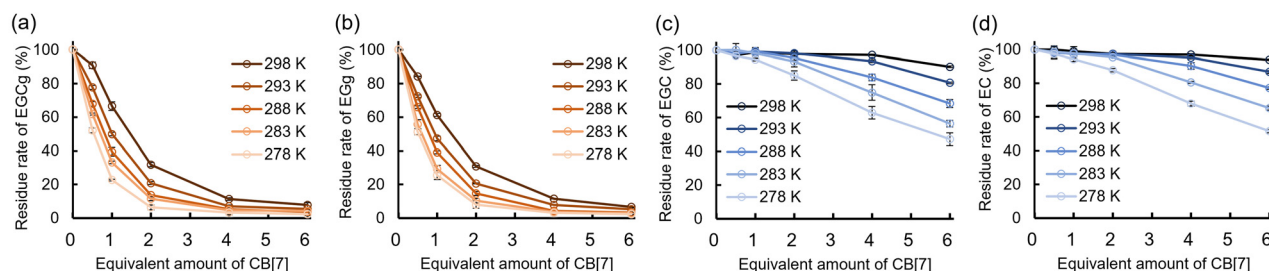 (a)
Residue rate of EGCg (%)
100
80
60
40
20
0
298 K
293 K
288 K
283 K
278 K
0 1 2 3 4 5 6
Equivalent amount of CB[7]
(b)
Residue rate of EGg (%)
100
80
60
40
20
0
298 K
293 K
288 K
283 K
278 K
0 1 2 3 4 5 6
Equivalent amount of CB[7]
(c)
Residue rate of EGC (%)
100
80
60
40
20
0
298 K
293 K
288 K
283 K
278 K
0 1 2 3 4 5 6
Equivalent amount of CB[7]
(d)
Residue rate of EC (%)
100
80
60
40
20
0
298 K
293 K
288 K
283 K
278 K
0 1 2 3 4 5 6
Equivalent amount of CB[7]